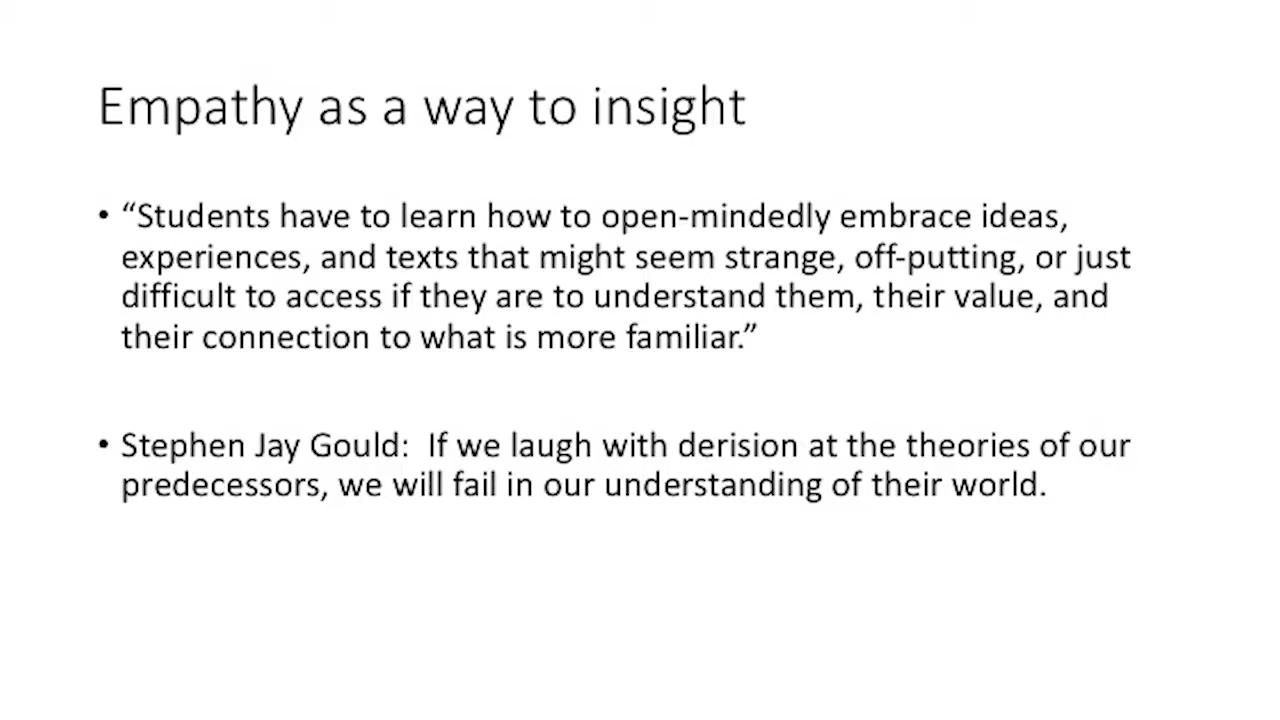 Empathy as a way to insight
• “Students have to learn how to open-mindedly embrace ideas,
experiences, and texts that might seem strange, off-putting, or just
difficult to access if they are to understand them, their value, and
their connection to what is more familiar.”
• Stephen Jay Gould:  If we laugh with derision at the theories of our
predecessors, we will fail in our understanding of their world.